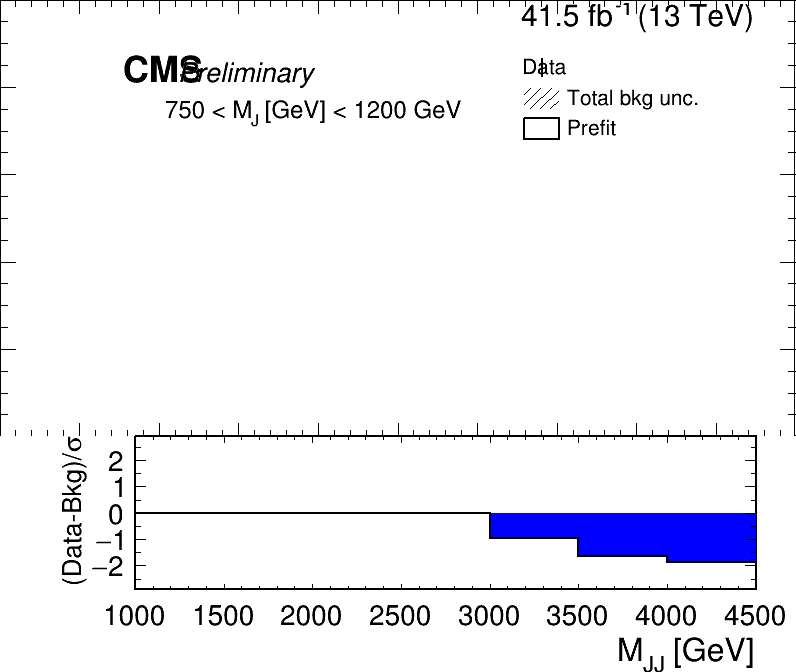 41.5 fb⁻¹ (13 TeV)
CMS Preliminary
750 < M_J [GeV] < 1200 GeV
Data
Total bkg unc.
Prefit
(Data-Bkg)/σ
2
1
0
−1
−2
1000 1500 2000 2500 3000 3500 4000 4500
M_JJ [GeV]